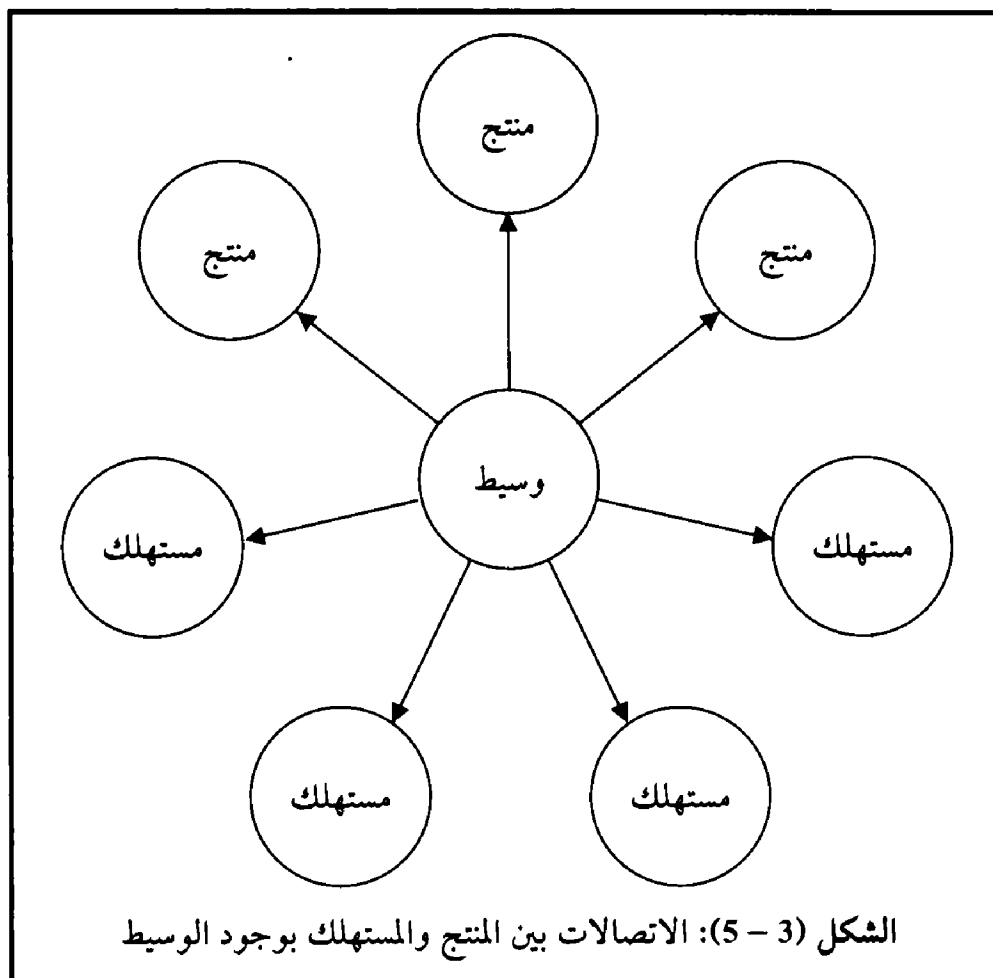 منتج
منتج
منتج
وسيط
مستهلك
مستهلك
مستهلك
مستهلك
الشكل (3 – 5): الاتصالات بين المنتج والمستهلك بوجود الوسيط